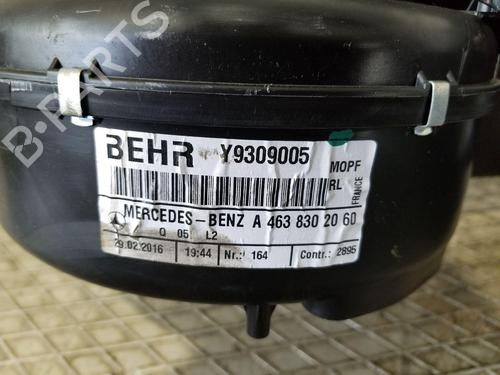 B-PARTS
BEHR Y9309005
MOPF
RL
FRANCE
MERCEDES-BENZ A 463 830 20 60
Q 05 L2
29.02.2016 19:44 Nr.: 164 Contr.: 2895